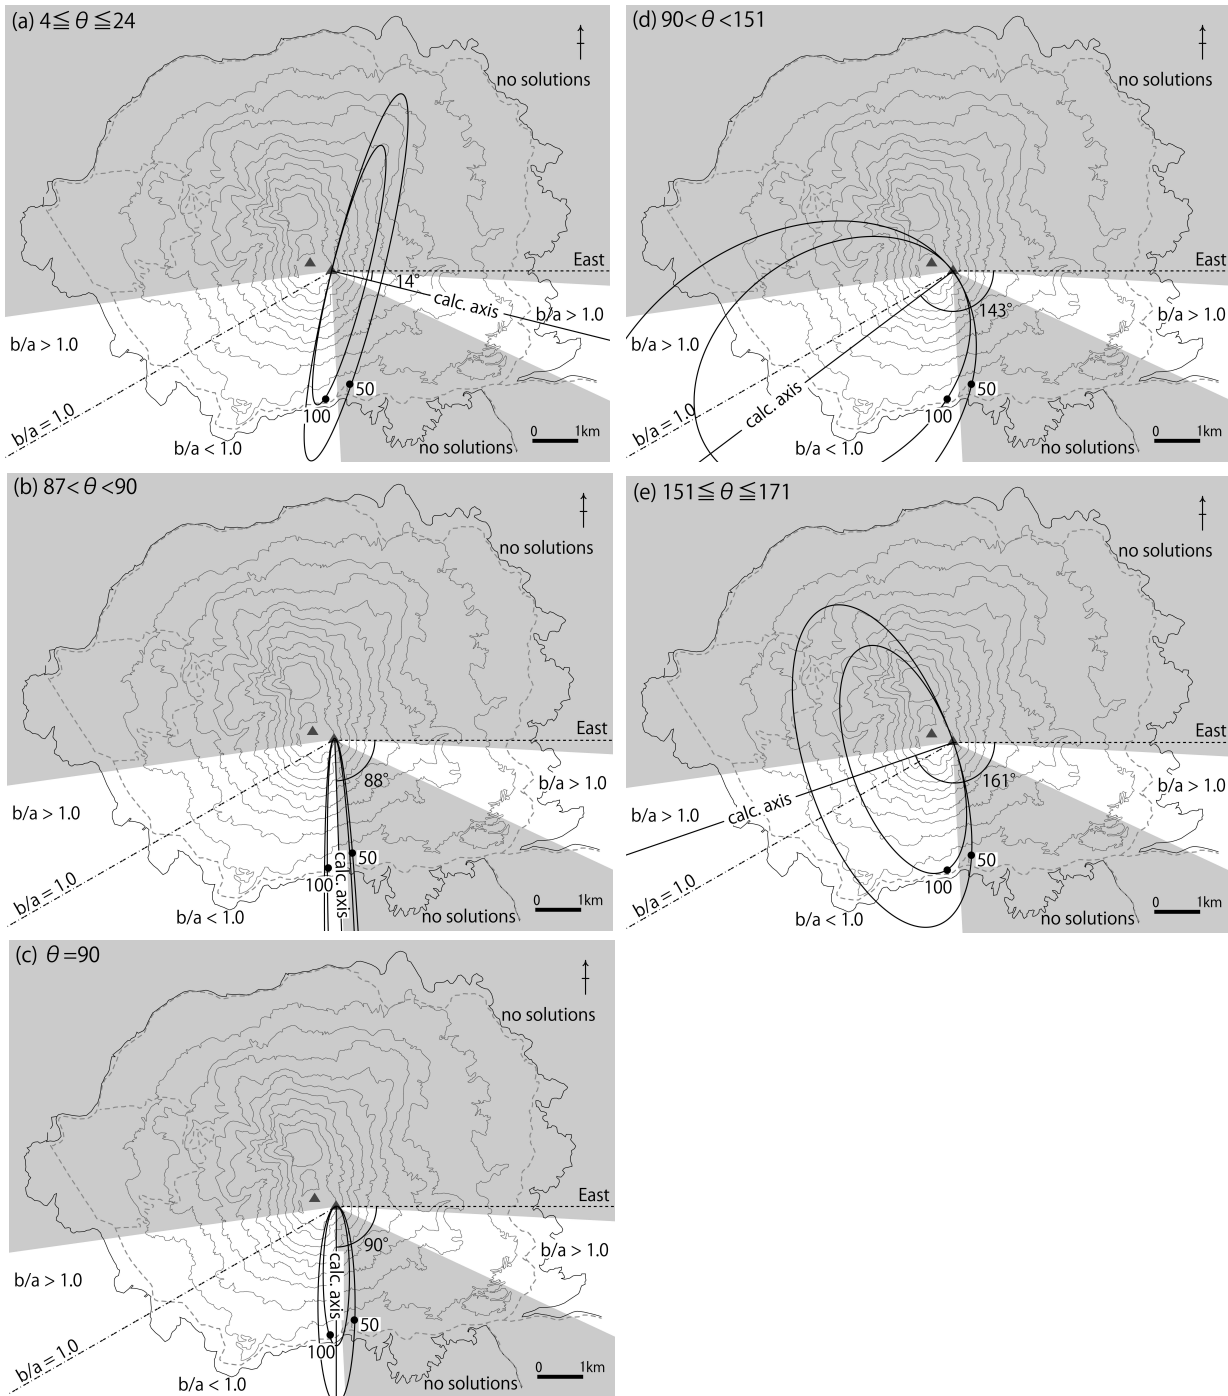 (a) 4≦ θ ≦24
no solutions
East
14°
calc. axis
b/a > 1.0
b/a > 1.0
b/a = 1.0
50
100
b/a < 1.0
no solutions
0 1km
(b) 87< θ <90
no solutions
East
88°
b/a > 1.0
b/a > 1.0
calc. axis
50
100
b/a = 1.0
b/a < 1.0
no solutions
0 1km
(c) θ =90
no solutions
East
90°
b/a > 1.0
b/a > 1.0
calc. axis
50
100
b/a = 1.0
b/a < 1.0
no solutions
0 1km
(d) 90< θ <151
no solutions
East
143°
b/a > 1.0
b/a > 1.0
calc. axis
b/a = 1.0
50
100
b/a < 1.0
no solutions
0 1km
(e) 151≦ θ ≦171
no solutions
East
161°
b/a > 1.0
b/a > 1.0
calc. axis
b/a = 1.0
50
100
b/a < 1.0
no solutions
0 1km